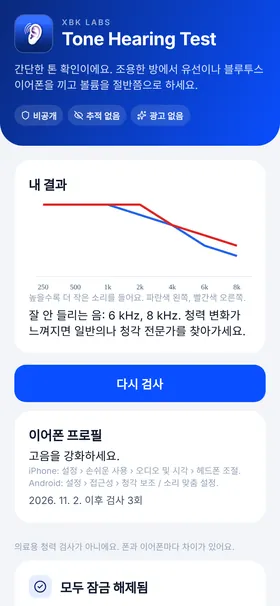 XBK LABS
Tone Hearing Test
간단한 톤 확인이에요. 조용한 방에서 유선이나 블루투스
이어폰을 끼고 볼륨을 절반쯤으로 하세요.
비공개
추적 없음
광고 없음
내 결과
250 500 1k 2k 4k 6k 8k
높을수록 더 작은 소리를 들어요. 파란색 왼쪽, 빨간색 오른쪽.
잘 안 들리는 음: 6 kHz, 8 kHz. 청력 변화가
느껴지면 일반의나 청각 전문가를 찾아가세요.
다시 검사
이어폰 프로필
고음을 강화하세요.
iPhone: 설정 › 손쉬운 사용 › 오디오 및 시각 › 헤드폰 조절.
Android: 설정 › 접근성 › 청각 보조 / 소리 맞춤 설정.
2026. 11. 2. 이후 검사 3회
의료용 청력 검사가 아니에요. 폰과 이어폰마다 차이가 있어요.
모두 잠금 해제됨